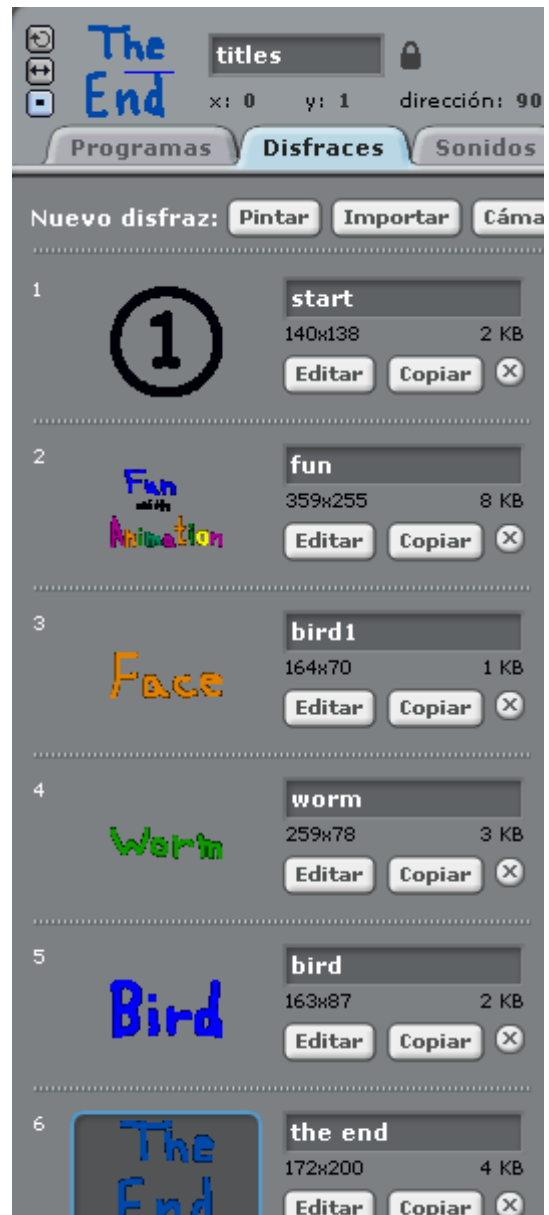 The
End
titles
x: 0 y: 1 dirección: 90
Programas Disfraces Sonidos
Nuevo disfraz: Pintar Importar Cáma
1
1
start
140x138 2 KB
Editar Copiar
2
Fun
with
Animation
fun
359x255 8 KB
Editar Copiar
3
Face
bird1
164x70 1 KB
Editar Copiar
4
Worm
worm
259x78 3 KB
Editar Copiar
5
Bird
bird
163x87 2 KB
Editar Copiar
6
The
End
the end
172x200 4 KB
Editar Copiar